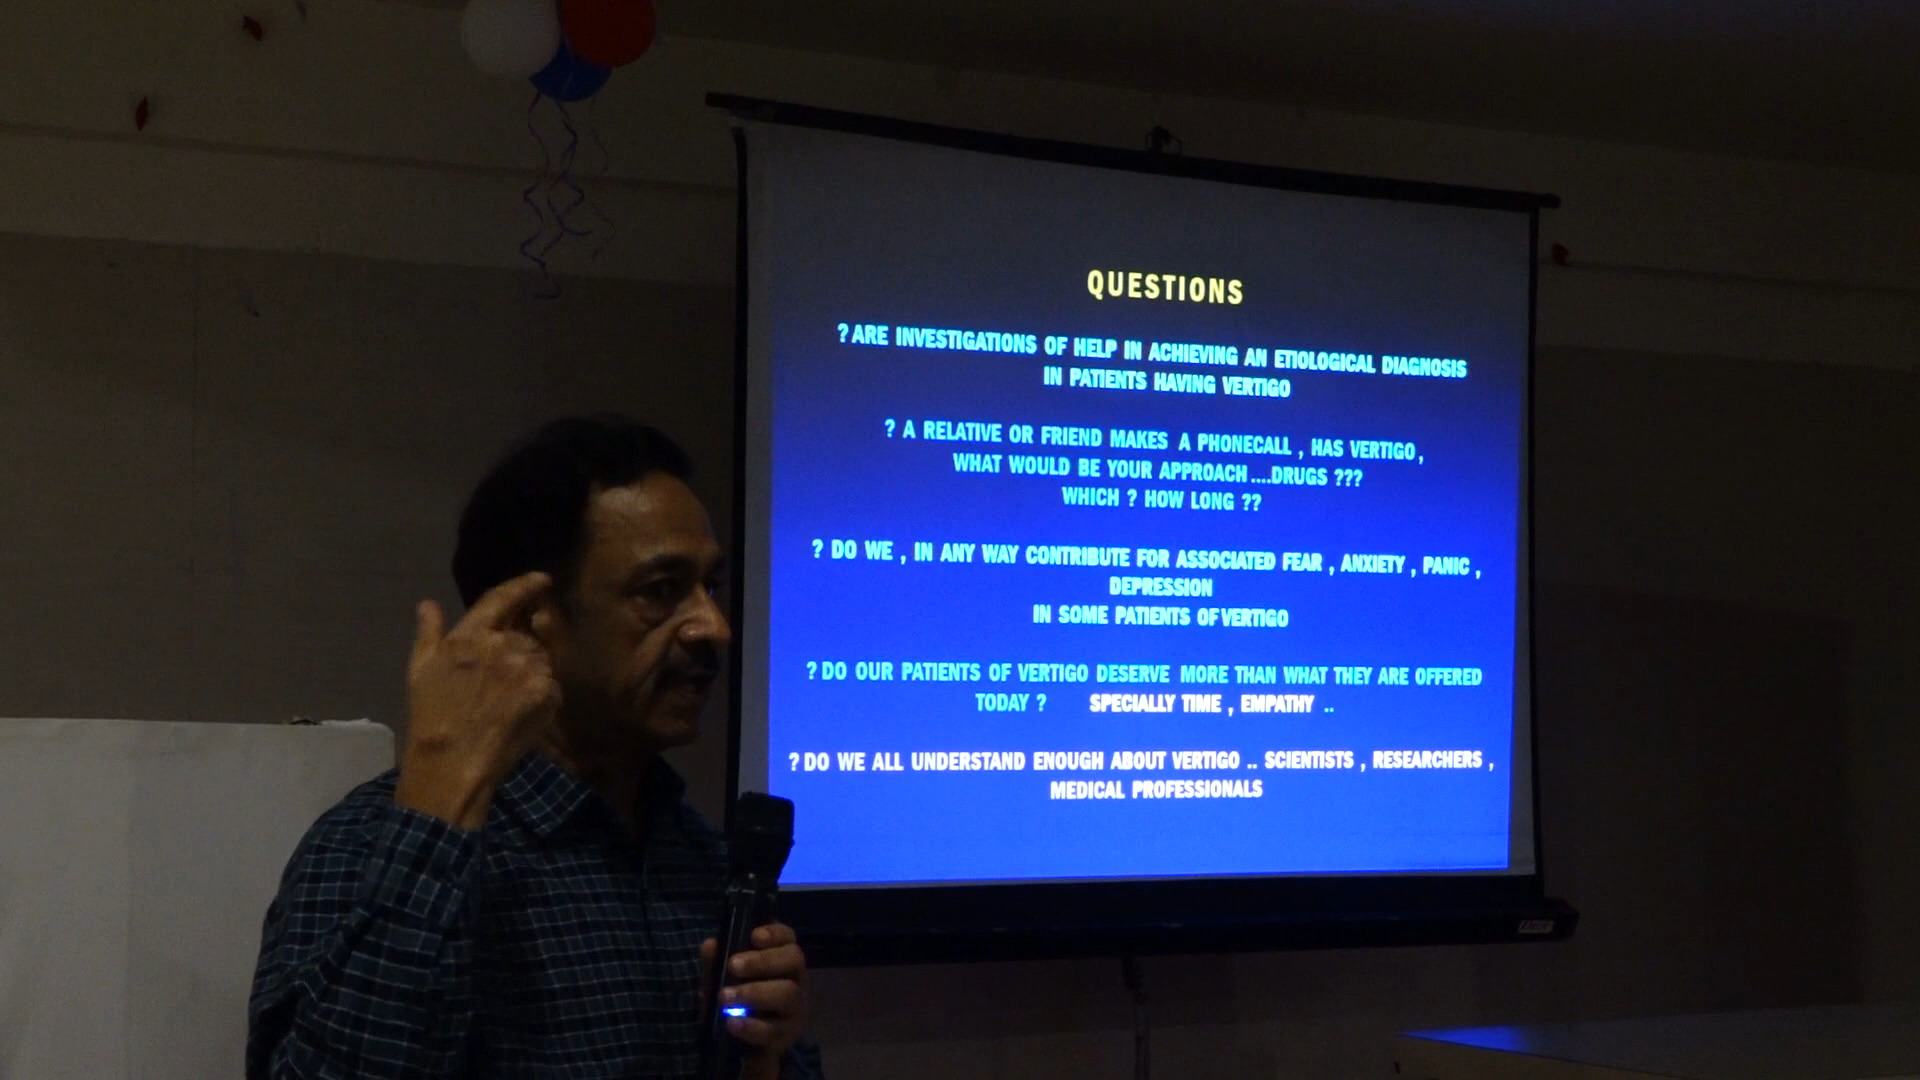 QUESTIONS
? ARE INVESTIGATIONS OF HELP IN ACHIEVING AN ETIOLOGICAL DIAGNOSIS
IN PATIENTS HAVING VERTIGO
? A RELATIVE OR FRIEND MAKES A PHONECALL , HAS VERTIGO ,
WHAT WOULD BE YOUR APPROACH ....DRUGS ???
WHICH ? HOW LONG ??
? DO WE , IN ANY WAY CONTRIBUTE FOR ASSOCIATED FEAR , ANXIETY , PANIC ,
DEPRESSION
IN SOME PATIENTS OF VERTIGO
? DO OUR PATIENTS OF VERTIGO DESERVE MORE THAN WHAT THEY ARE OFFERED
TODAY ? SPECIALLY TIME , EMPATHY ..
? DO WE ALL UNDERSTAND ENOUGH ABOUT VERTIGO .. SCIENTISTS , RESEARCHERS ,
MEDICAL PROFESSIONALS